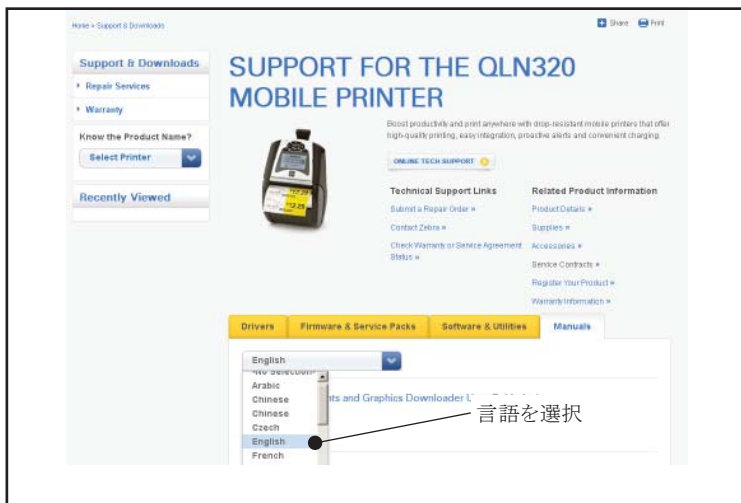 Home » Support & Downloads
Share Print
Support & Downloads
Repair Services
Warranty
Know the Product Name?
Select Printer
Recently Viewed
SUPPORT FOR THE QLN320
MOBILE PRINTER
Boost productivity and print anywhere with drop-resistant mobile printers that offer
high-quality printing, easy integration, proactive alerts and convenient charging.
ONLINE TECH SUPPORT
Technical Support Links
Submit a Repair Order »
Contact Zebra »
Check Warranty or Service Agreement
Status »
Related Product Information
Product Details »
Supplies »
Accessories »
Service Contracts »
Register Your Product »
Warranty Information »
Drivers Firmware & Service Packs Software & Utilities Manuals
English
Arabic
Chinese
Chinese
Czech
English
French
and Graphics Downloader
言語を選択